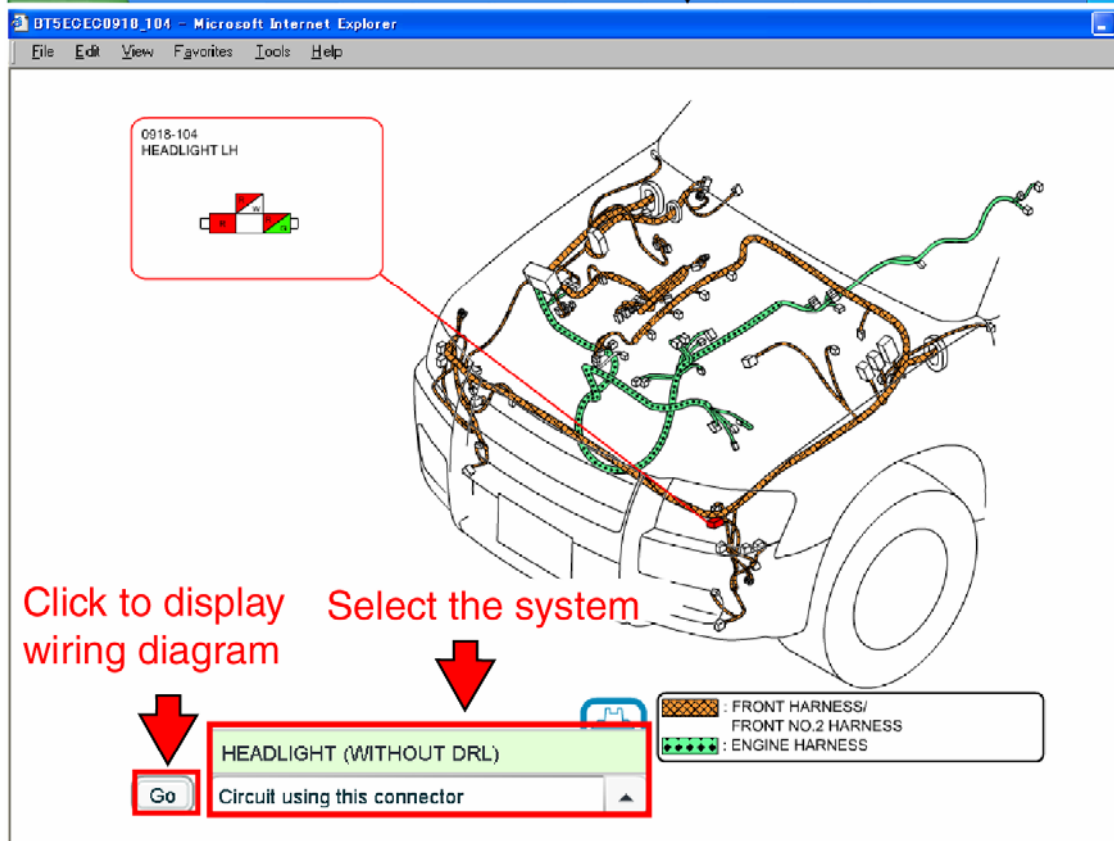 BT5ECEC0918_104 - Microsoft Internet Explorer
File Edit View Favorites Tools Help
0918-104
HEADLIGHT LH
R
W
R
R
G
Click to display
wiring diagram
Select the system
: FRONT HARNESS/
FRONT NO.2 HARNESS
: ENGINE HARNESS
HEADLIGHT (WITHOUT DRL)
Go
Circuit using this connector